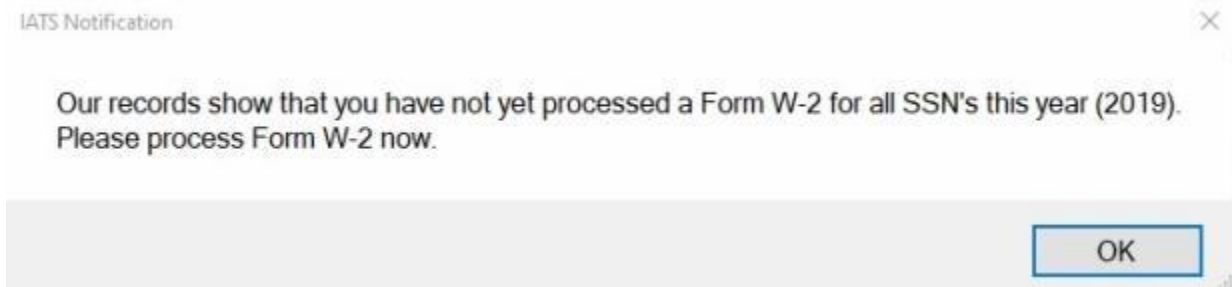 IATS Notification
Our records show that you have not yet processed a Form W-2 for all SSN's this year (2019).
Please process Form W-2 now.
OK